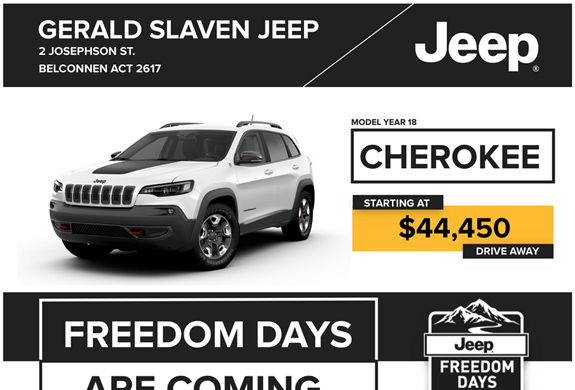 GERALD SLAVEN JEEP
2 JOSEPHSON ST.
BELCONNEN ACT 2617
Jeep®
MODEL YEAR 18
CHEROKEE
STARTING AT
$44,450
DRIVE AWAY
Jeep
FREEDOM DAYS
ARE COMING
Jeep
FREEDOM
DAYS